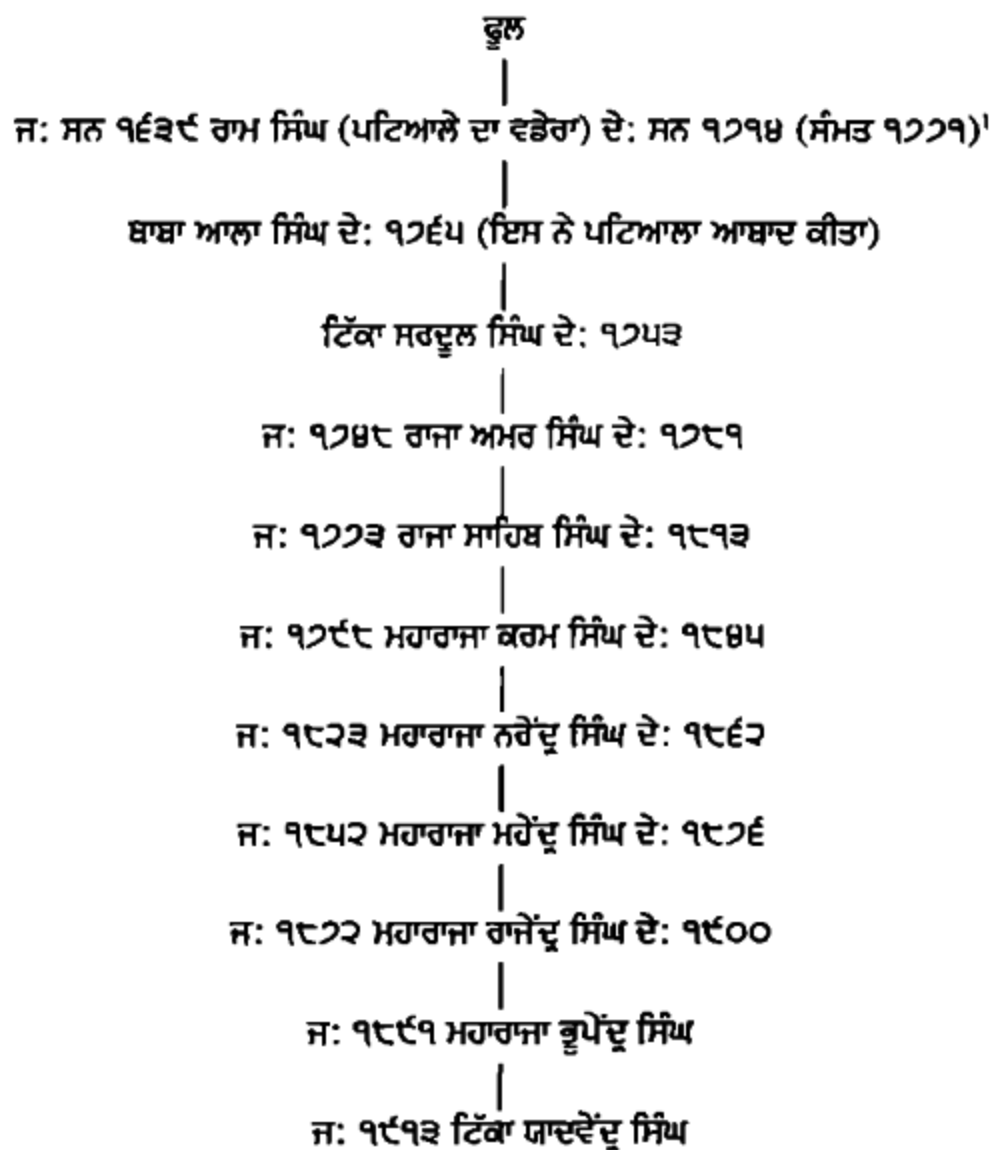 ਫੂਲ
ਜ: ਸਨ ੧੬੩੯ ਰਾਮ ਸਿੰਘ (ਪਟਿਆਲੇ ਦਾ ਵਡੇਰਾ) ਦੇ: ਸਨ ੧੭੧੪ (ਸੰਮਤ ੧੭੭੧)¹
ਬਾਬਾ ਆਲਾ ਸਿੰਘ ਦੇ: ੧੭੬੫ (ਇਸ ਨੇ ਪਟਿਆਲਾ ਆਬਾਦ ਕੀਤਾ)
ਟਿੱਕਾ ਸਰਦੂਲ ਸਿੰਘ ਦੇ: ੧੭੫੩
ਜ: ੧੭੪੮ ਰਾਜਾ ਅਮਰ ਸਿੰਘ ਦੇ: ੧੭੮੧
ਜ: ੧੭੭੩ ਰਾਜਾ ਸਾਹਿਬ ਸਿੰਘ ਦੇ: ੧੮੧੩
ਜ: ੧੭੯੮ ਮਹਾਰਾਜਾ ਕਰਮ ਸਿੰਘ ਦੇ: ੧੮੪੫
ਜ: ੧੮੨੩ ਮਹਾਰਾਜਾ ਨਰੇਂਦ੍ਰ ਸਿੰਘ ਦੇ: ੧੮੬੨
ਜ: ੧੮੫੨ ਮਹਾਰਾਜਾ ਮਹੇਂਦ੍ਰ ਸਿੰਘ ਦੇ: ੧੮੭੬
ਜ: ੧੮੭੨ ਮਹਾਰਾਜਾ ਰਾਜੇਂਦ੍ਰ ਸਿੰਘ ਦੇ: ੧੯੦੦
ਜ: ੧੮੯੧ ਮਹਾਰਾਜਾ ਭੂਪੇਂਦ੍ਰ ਸਿੰਘ
ਜ: ੧੯੧੩ ਟਿੱਕਾ ਯਾਦਵੇਂਦ੍ਰ ਸਿੰਘ